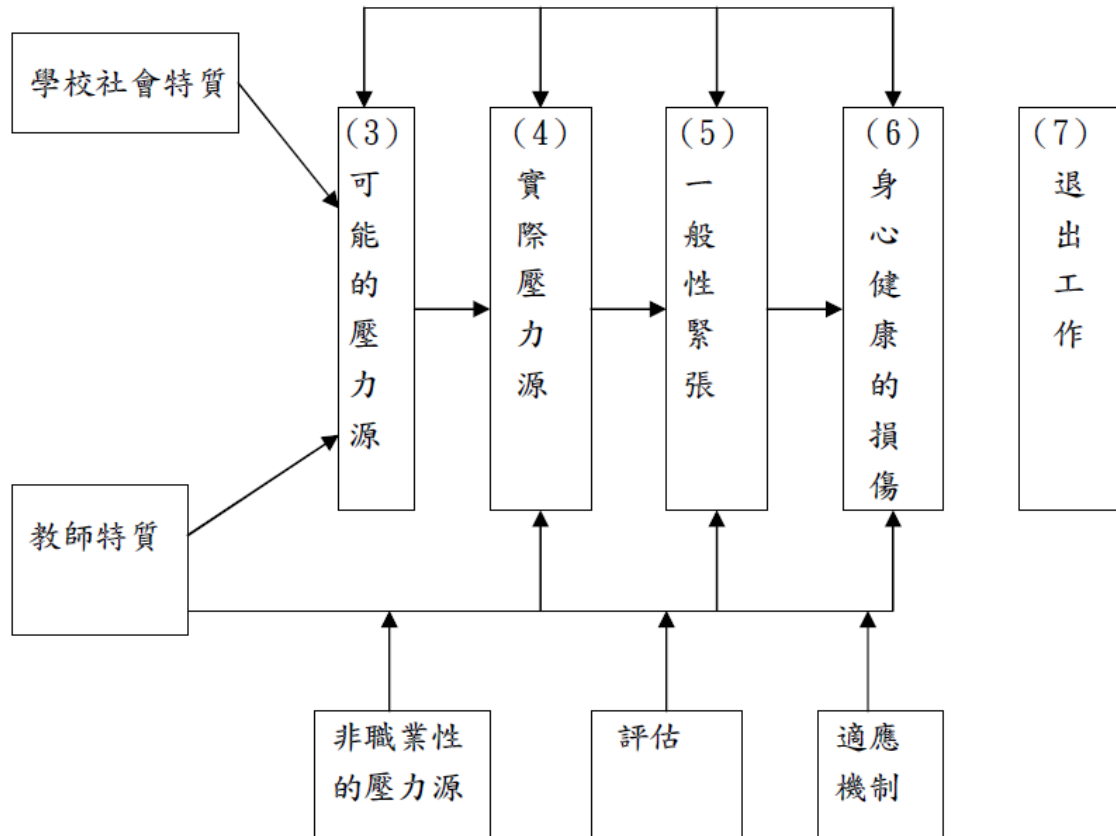 學校社會特質
(3)
可能的壓力源
(4)
實際壓力源
(5)
一般性緊張
(6)
身心健康的損傷
(7)
退出工作
教師特質
非職業性
的壓力源
評估
適應
機制